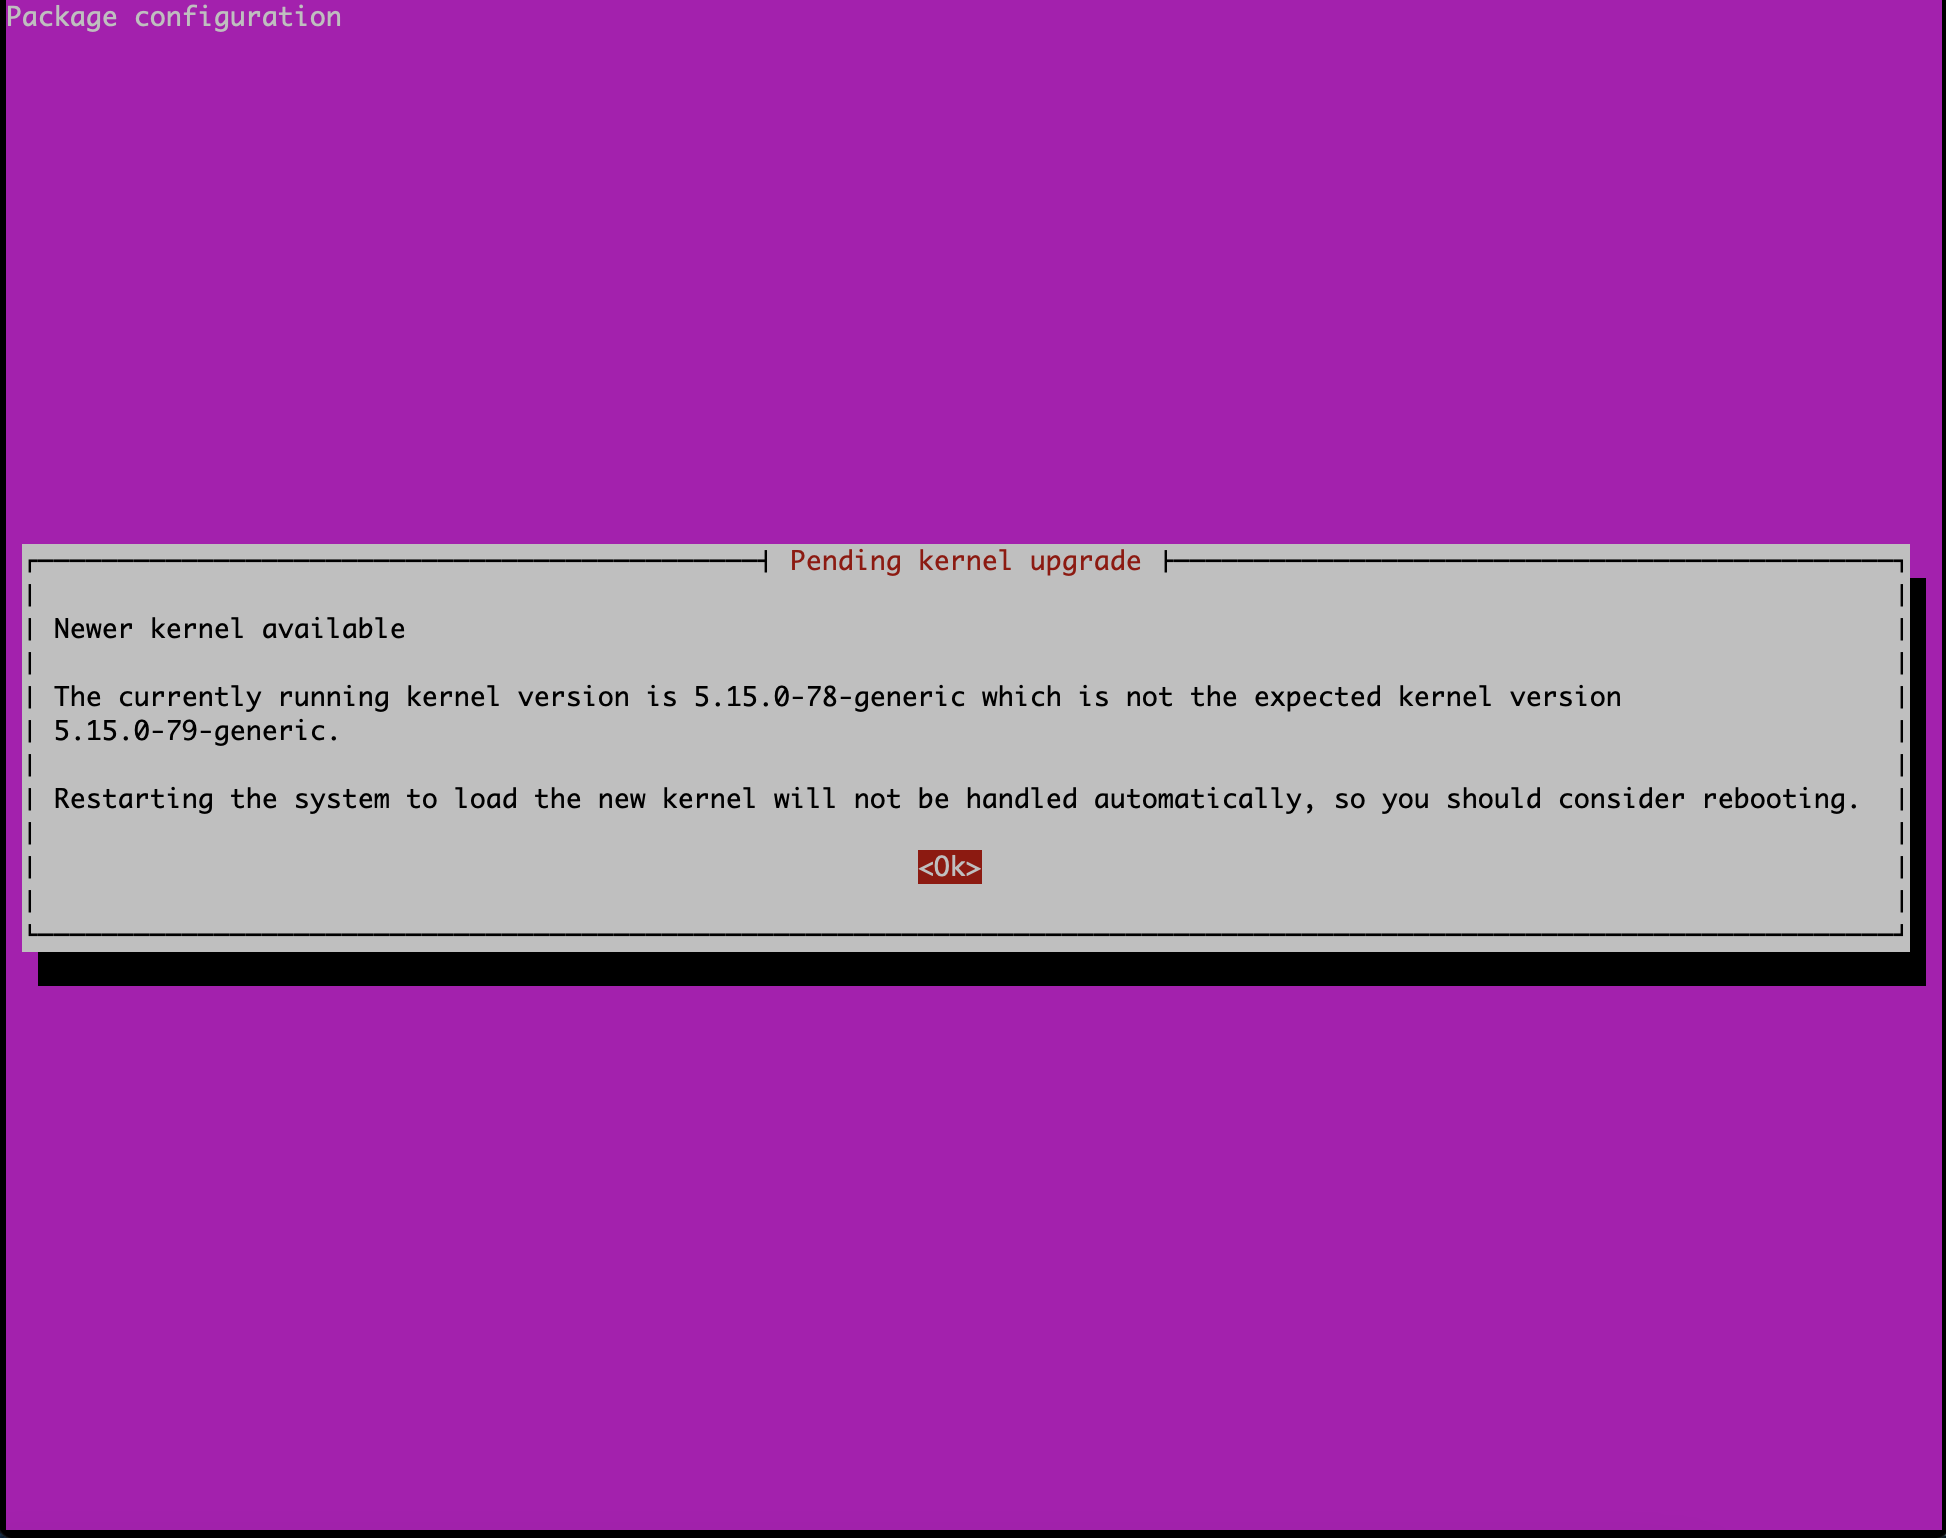 Package configuration
Pending kernel upgrade
Newer kernel available
The currently running kernel version is 5.15.0-78-generic which is not the expected kernel version
5.15.0-79-generic.
Restarting the system to load the new kernel will not be handled automatically, so you should consider rebooting.
<Ok>